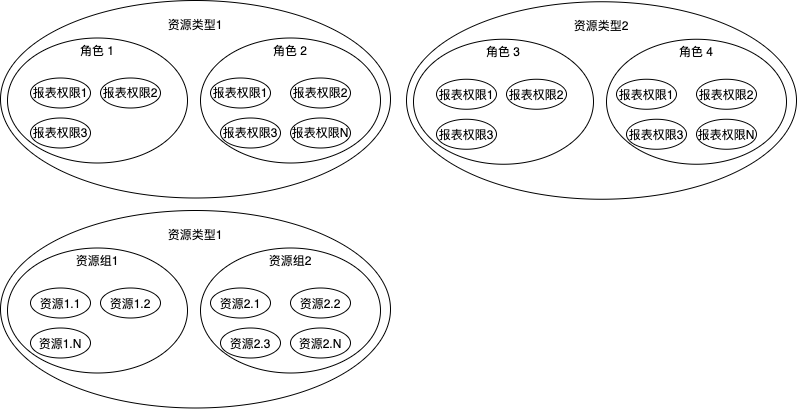 资源类型1
角色 1
报表权限1
报表权限2
报表权限3
角色 2
报表权限1
报表权限2
报表权限3
报表权限N
资源类型2
角色 3
报表权限1
报表权限2
报表权限3
角色 4
报表权限1
报表权限2
报表权限3
报表权限N
资源类型1
资源组1
资源1.1
资源1.2
资源1.N
资源组2
资源2.1
资源2.2
资源2.3
资源2.N